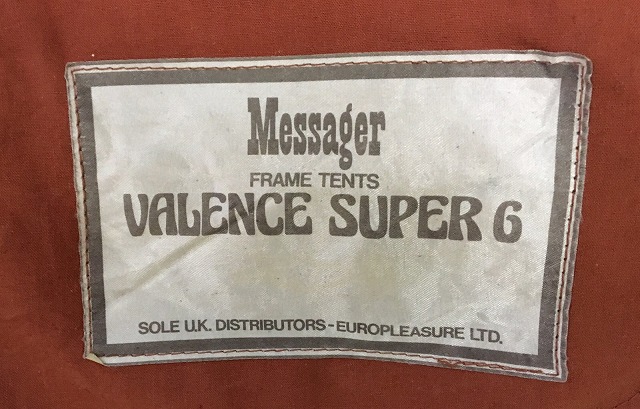 Messager
FRAME TENTS
VALENCE SUPER 6
SOLE U.K. DISTRIBUTORS-EUROPLEASURE LTD.